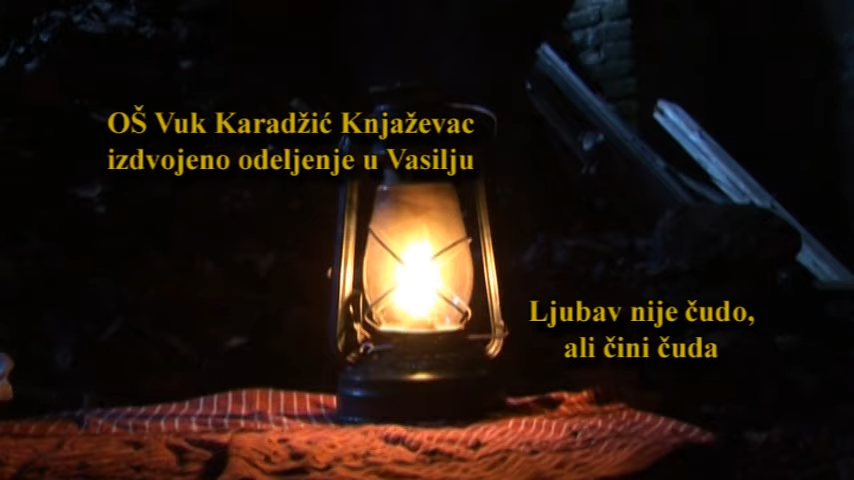 OŠ Vuk Karadžić Knjaževac
izdvojeno odeljenje u Vasilju
Ljubav nije čudo,
ali čini čuda